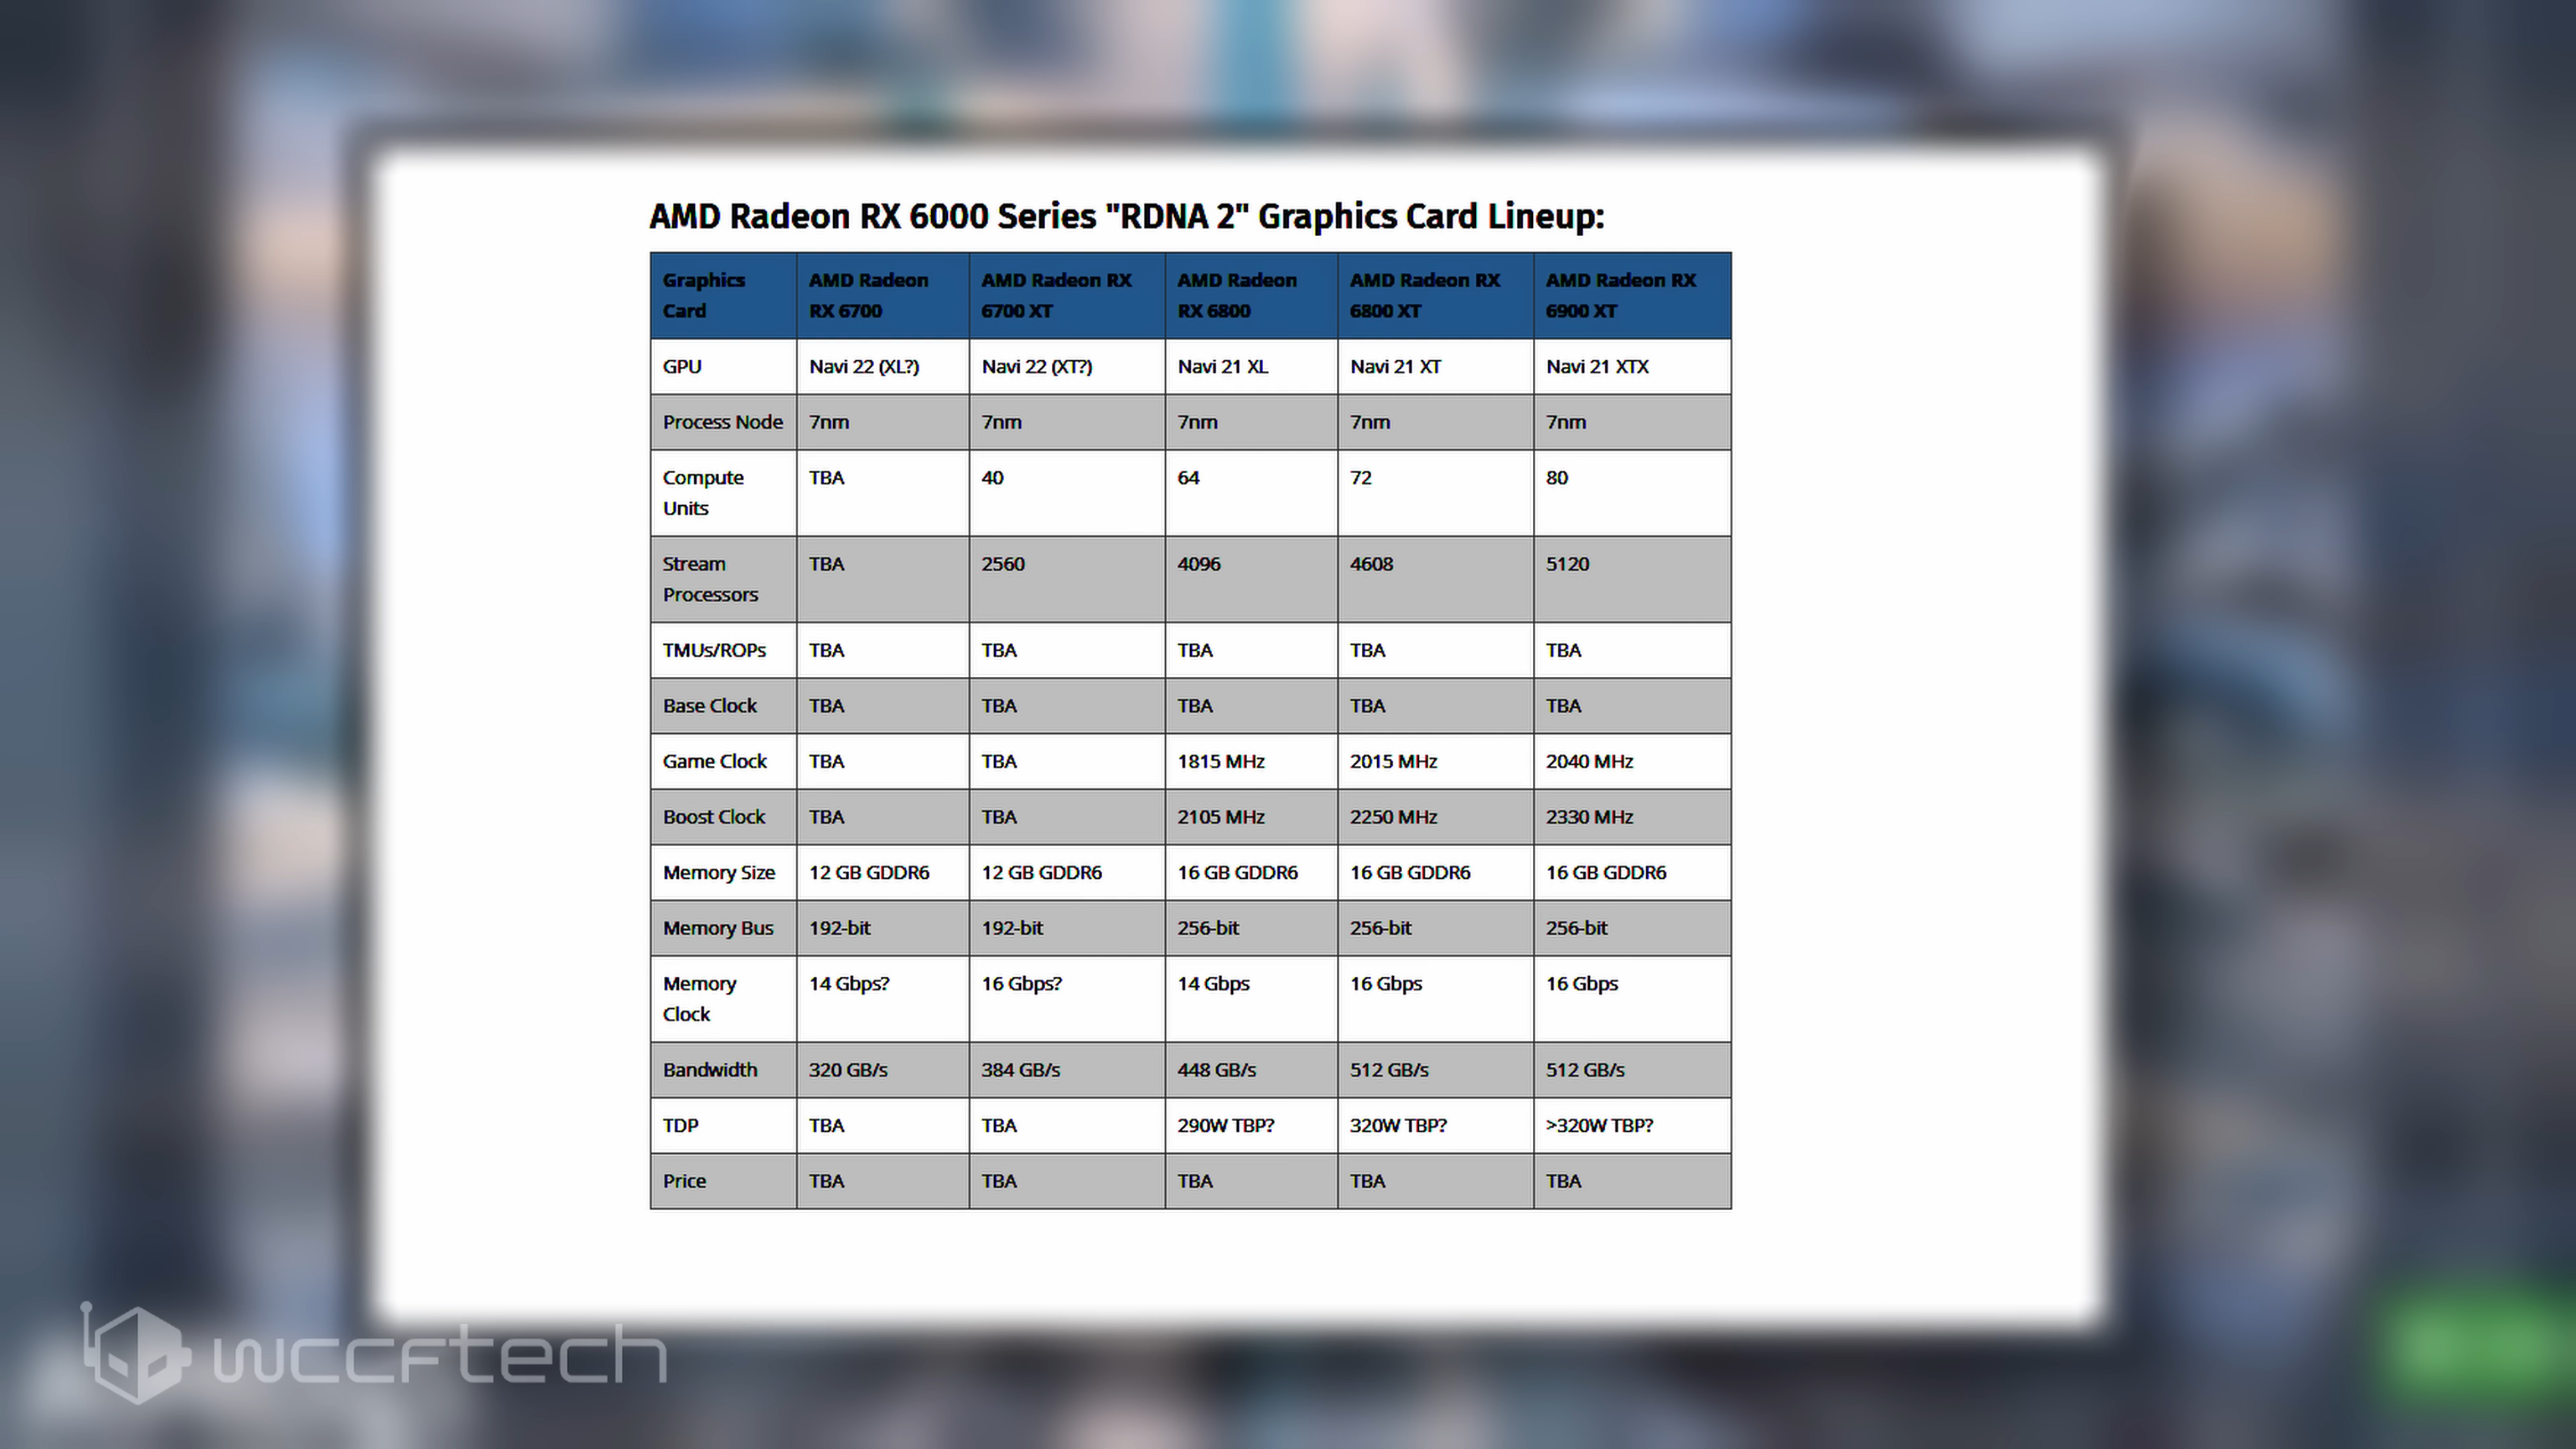 AMD Radeon RX 6000 Series "RDNA 2" Graphics Card Lineup:
Graphics Card AMD Radeon RX 6700 AMD Radeon RX 6700 XT AMD Radeon RX 6800 AMD Radeon RX 6800 XT AMD Radeon RX 6900 XT
GPU Navi 22 (XL?) Navi 22 (XT?) Navi 21 XL Navi 21 XT Navi 21 XTX
Process Node 7nm 7nm 7nm 7nm 7nm
Compute Units TBA 40 64 72 80
Stream Processors TBA 2560 4096 4608 5120
TMUs/ROPs TBA TBA TBA TBA TBA
Base Clock TBA TBA TBA TBA TBA
Game Clock TBA TBA 1815 MHz 2015 MHz 2040 MHz
Boost Clock TBA TBA 2105 MHz 2250 MHz 2330 MHz
Memory Size 12 GB GDDR6 12 GB GDDR6 16 GB GDDR6 16 GB GDDR6 16 GB GDDR6
Memory Bus 192-bit 192-bit 256-bit 256-bit 256-bit
Memory Clock 14 Gbps? 16 Gbps? 14 Gbps 16 Gbps 16 Gbps
Bandwidth 320 GB/s 384 GB/s 448 GB/s 512 GB/s 512 GB/s
TDP TBA TBA 290W TBP? 320W TBP? >320W TBP?
Price TBA TBA TBA TBA TBA
wccftech